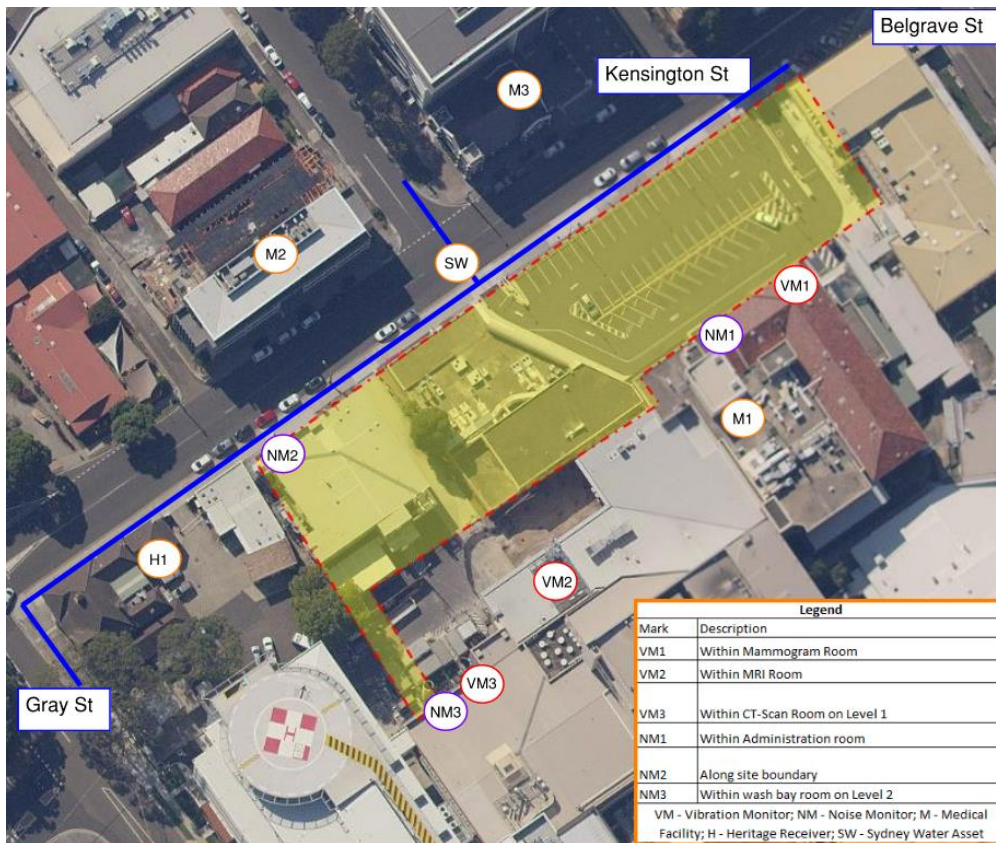 Belgrave St
Kensington St
M3
M2
SW
VM1
NM1
M1
NM2
H1
VM2
VM3
NM3
Gray St
H
Legend
Mark Description
VM1 Within Mammogram Room
VM2 Within MRI Room
VM3 Within CT-Scan Room on Level 1
NM1 Within Administration room
NM2 Along site boundary
NM3 Within wash bay room on Level 2
VM - Vibration Monitor; NM - Noise Monitor; M - Medical
Facility; H - Heritage Receiver; SW - Sydney Water Asset